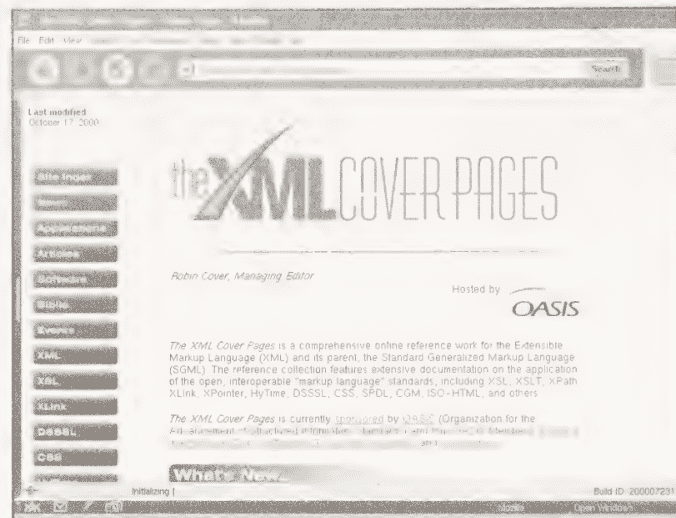 File Edit View
Search
Last modified
October 17, 2000
the XML COVER PAGES
Site Index
News
Applications
Articles
Software
Biblio
Events
XML
XSL
XLink
DSSSL
CSS
Robin Cover, Managing Editor
Hosted by
OASIS
The XML Cover Pages is a comprehensive online reference work for the Extensible
Markup Language (XML) and its parent, the Standard Generalized Markup Language
(SGML). The reference collection features extensive documentation on the application
of the open, interoperable "markup language" standards, including XSL, XSLT, XPath
XLink, XPointer, HyTime, DSSSL, CSS, SPDL, CGM, ISO-HTML, and others
The XML Cover Pages is currently sponsored by OASIS (Organization for the
What's New
Initializing
Build ID: 200007231
Mozilla
Open Windows